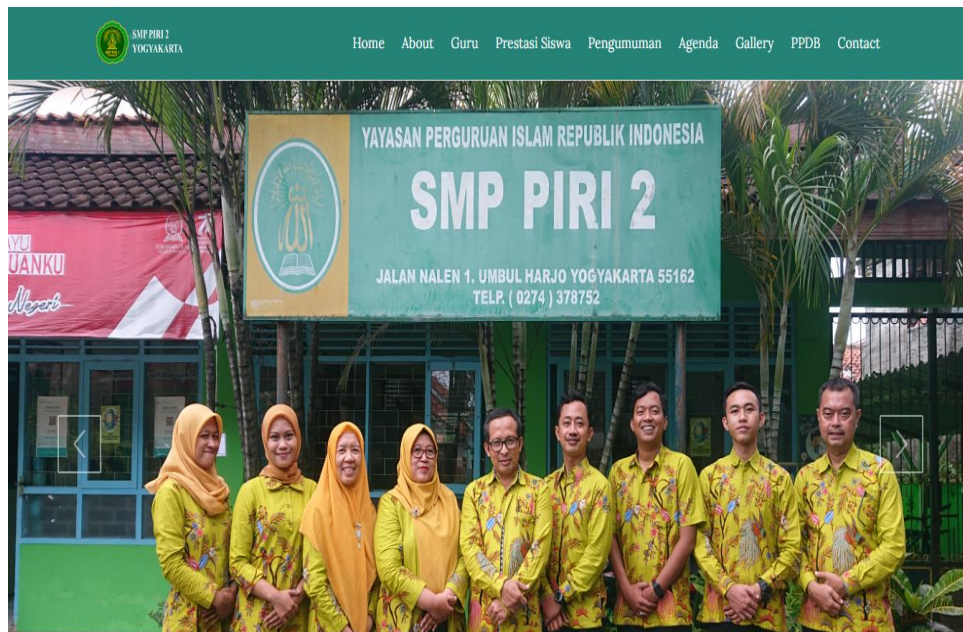 SMP PIRI 2
YOGYAKARTA
Home About Guru Prestasi Siswa Pengumuman Agenda Gallery PPDB Contact
YAYASAN PERGURUAN ISLAM REPUBLIK INDONESIA
SMP PIRI 2
JALAN NALEN 1. UMBUL HARJO YOGYAKARTA 55162
TELP. ( 0274 ) 378752
AYU
UANKU
Negeri